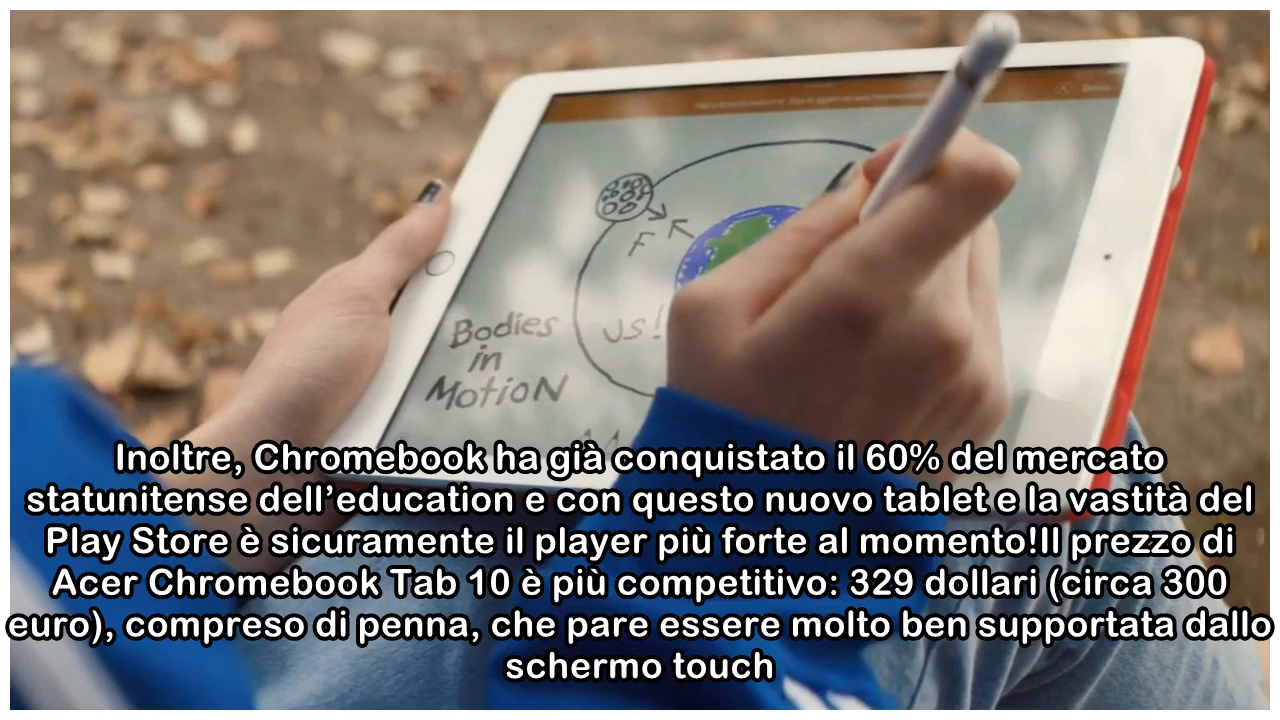 F
US!
Bodies
in
MotioN
Inoltre, Chromebook ha già conquistato il 60% del mercato
statunitense dell’education e con questo nuovo tablet e la vastità del
Play Store è sicuramente il player più forte al momento!Il prezzo di
Acer Chromebook Tab 10 è più competitivo: 329 dollari (circa 300
euro), compreso di penna, che pare essere molto ben supportata dallo
schermo touch